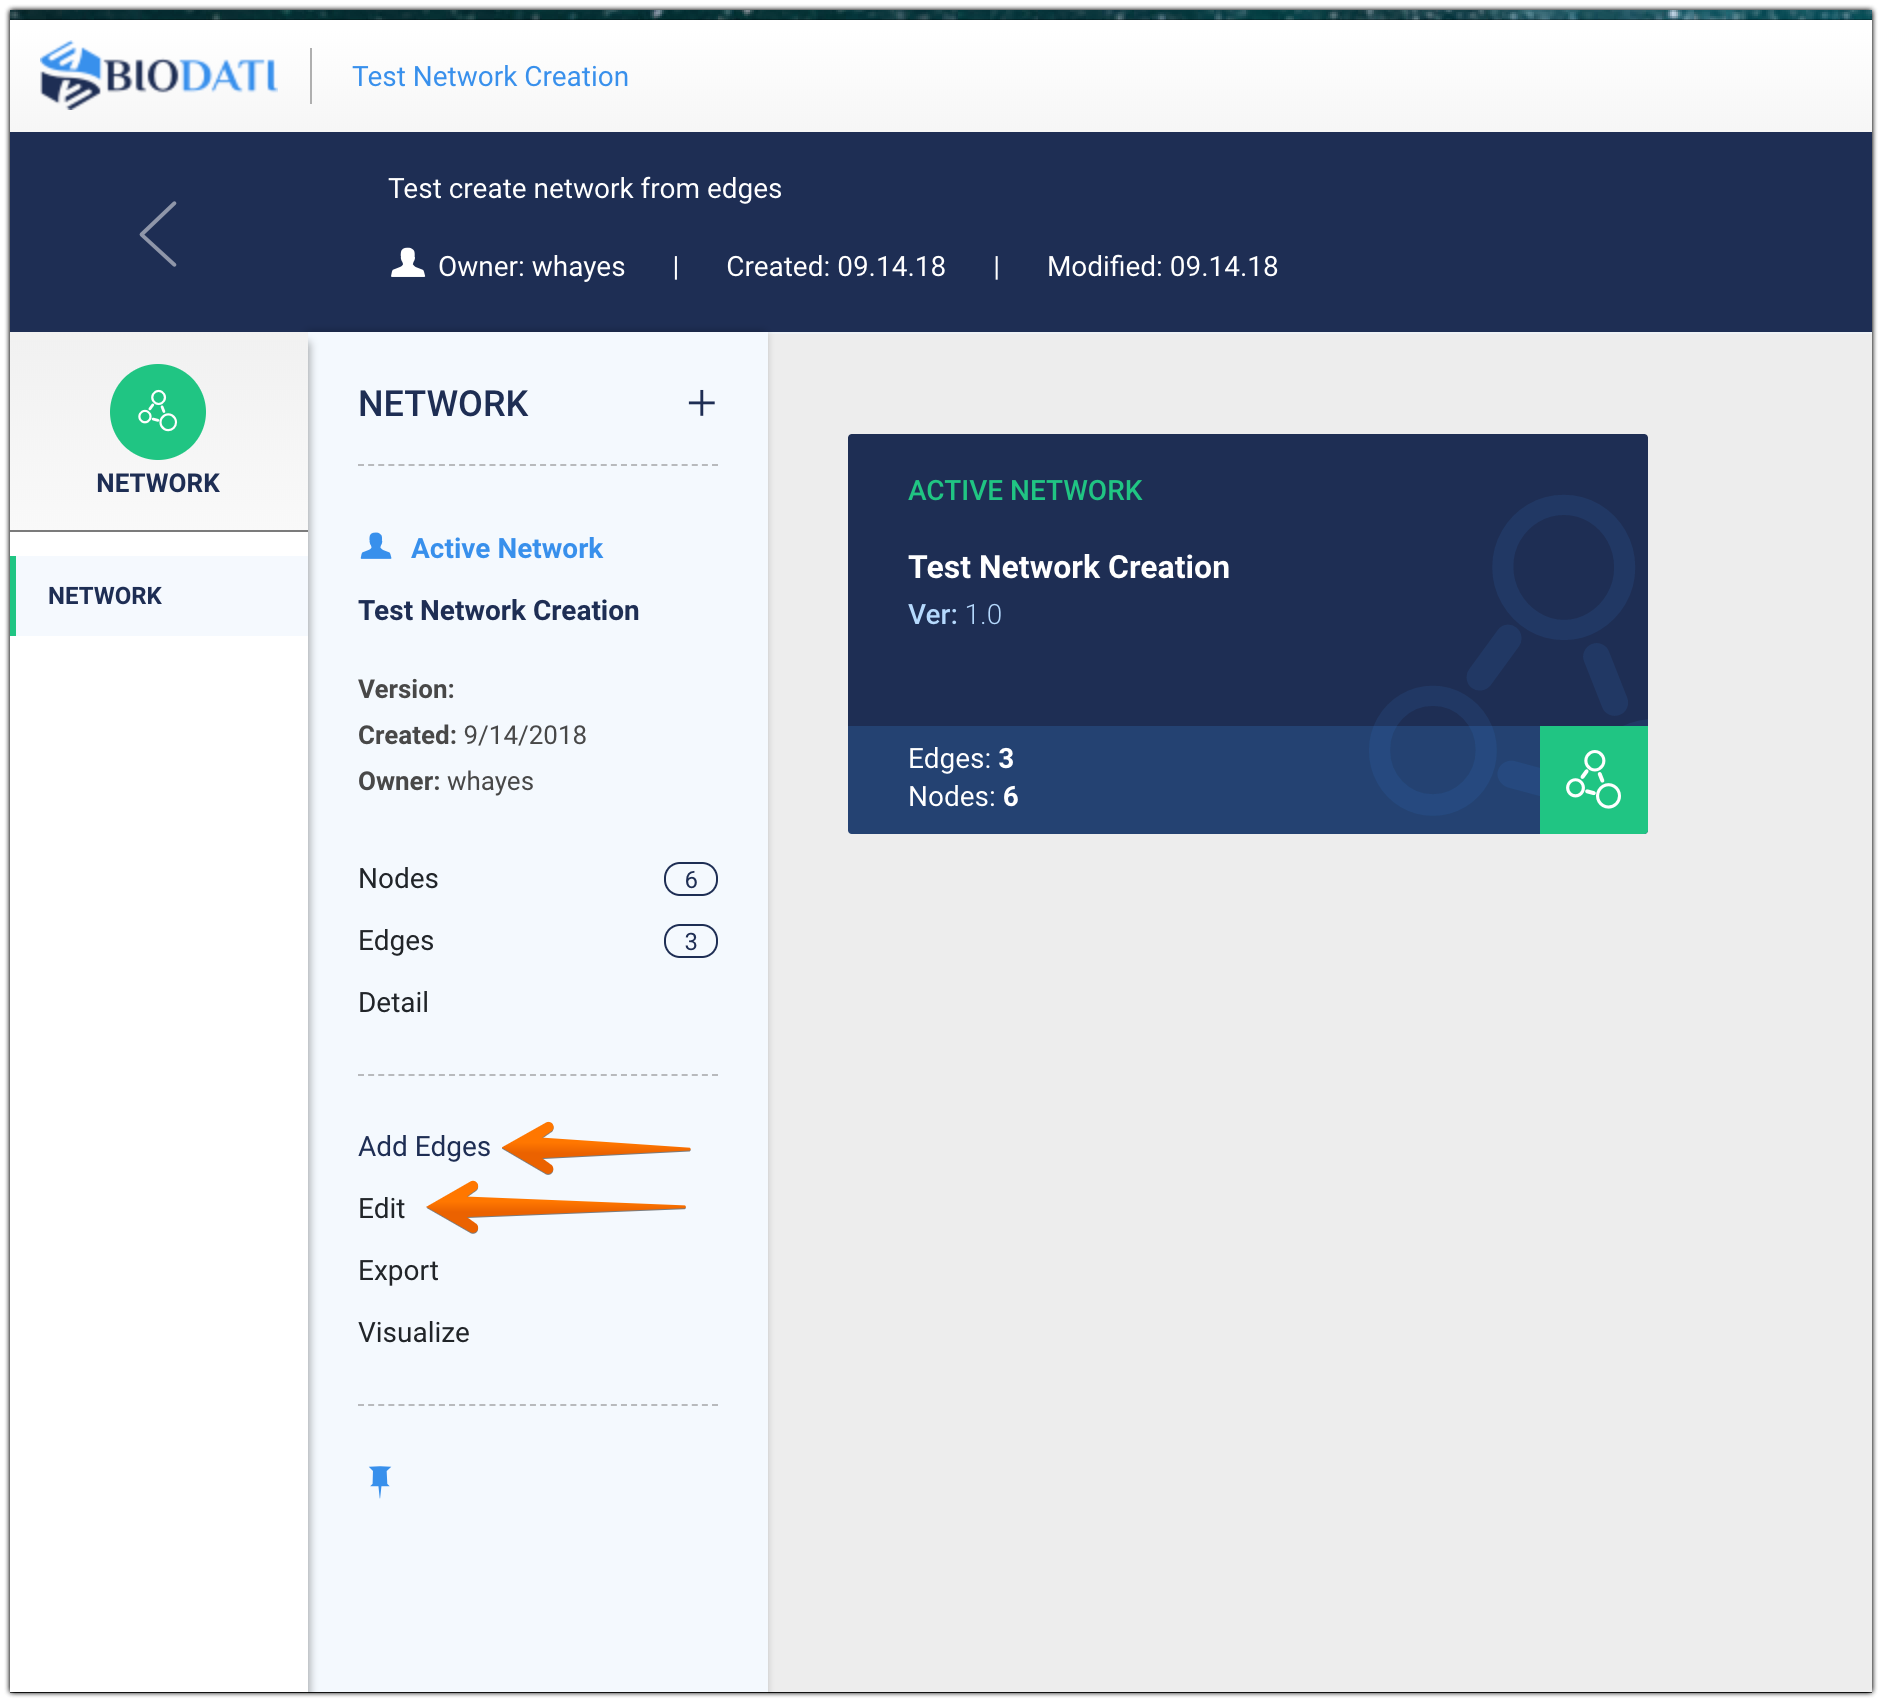 BIODATI
Test Network Creation
Test create network from edges
Owner: whayes | Created: 09.14.18 | Modified: 09.14.18
NETWORK
NETWORK
NETWORK +
Active Network
Test Network Creation
Version:
Created: 9/14/2018
Owner: whayes
Nodes 6
Edges 3
Detail
Add Edges
Edit
Export
Visualize
ACTIVE NETWORK
Test Network Creation
Ver: 1.0
Edges: 3
Nodes: 6